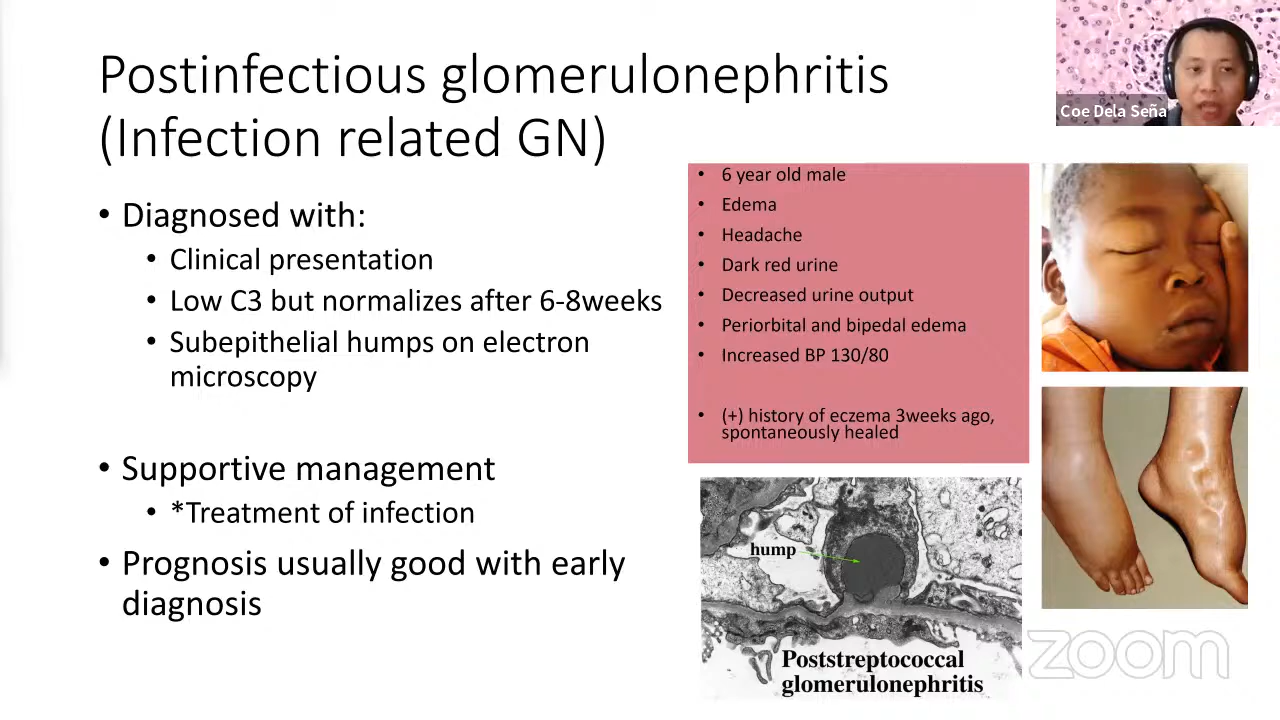 Postinfectious glomerulonephritis
(Infection related GN)
• Diagnosed with:
• Clinical presentation
• Low C3 but normalizes after 6-8weeks
• Subepithelial humps on electron
microscopy
• Supportive management
• *Treatment of infection
• Prognosis usually good with early
diagnosis
• 6 year old male
• Edema
• Headache
• Dark red urine
• Decreased urine output
• Periorbital and bipedal edema
• Increased BP 130/80
• (+) history of eczema 3weeks ago,
spontaneously healed
hump
Poststreptococcal
glomerulonephritis
Coe Dela Seña
zoom